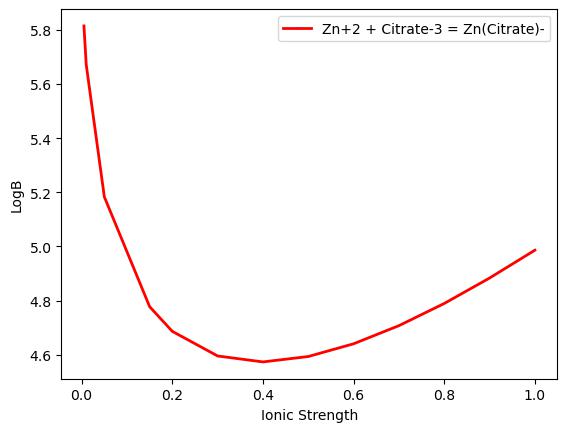 Zn+2 + Citrate-3 = Zn(Citrate)-
5.8
5.6
5.4
5.2
5.0
4.8
4.6
LogB
0.0 0.2 0.4 0.6 0.8 1.0
Ionic Strength